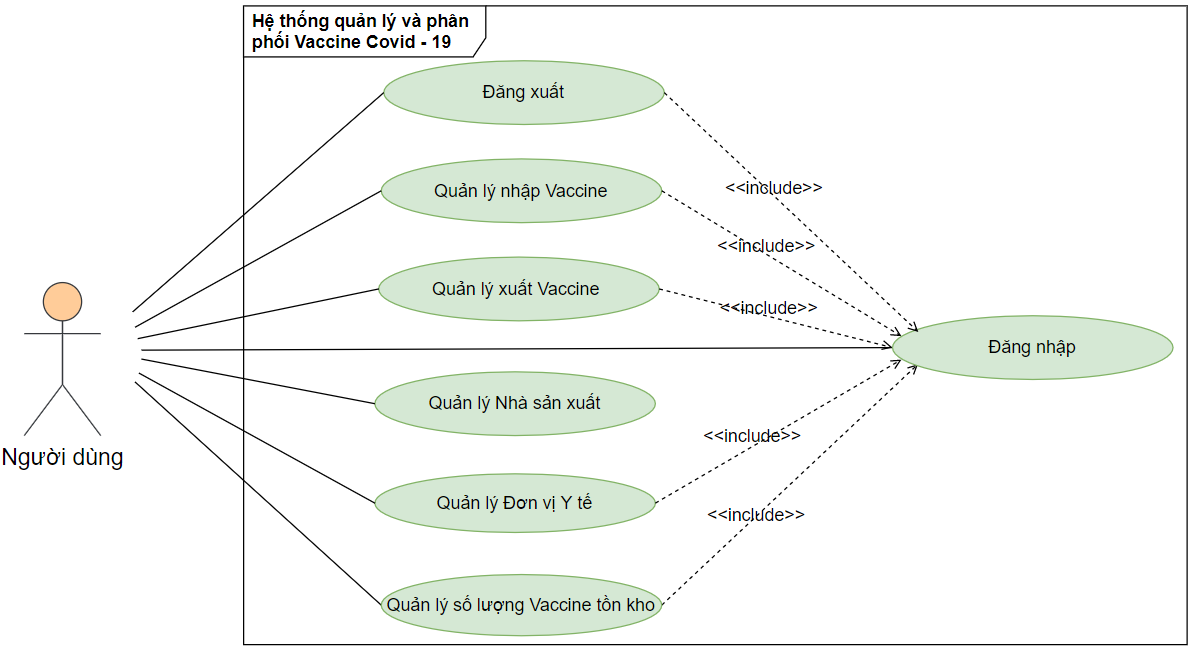 Hệ thống quản lý và phân
phối Vaccine Covid - 19
Đăng xuất
<<include>>
Quản lý nhập Vaccine
<<include>>
Quản lý xuất Vaccine
<<include>>
Đăng nhập
Quản lý Nhà sản xuất
<<include>>
Người dùng
Quản lý Đơn vị Y tế
<<include>>
Quản lý số lượng Vaccine tồn kho